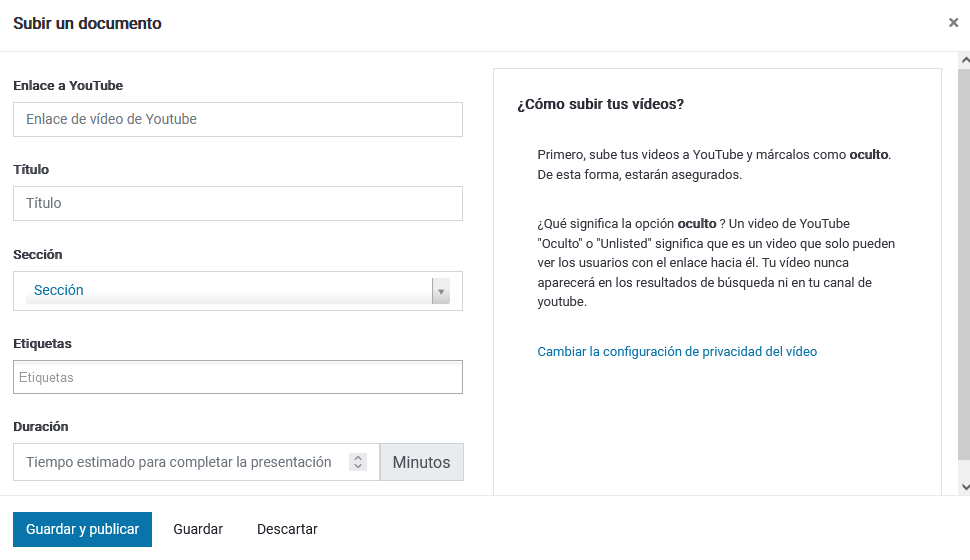 Subir un documento
×
Enlace a YouTube
Enlace de vídeo de Youtube
Título
Título
Sección
Sección
Etiquetas
Etiquetas
Duración
Tiempo estimado para completar la presentación
Minutos
¿Cómo subir tus vídeos?
Primero, sube tus videos a YouTube y márcalos como oculto.
De esta forma, estarán asegurados.
¿Qué significa la opción oculto ? Un video de YouTube
"Oculto" o "Unlisted" significa que es un video que solo pueden
ver los usuarios con el enlace hacia él. Tu vídeo nunca
aparecerá en los resultados de búsqueda ni en tu canal de
youtube.
Cambiar la configuración de privacidad del vídeo
Guardar y publicar
Guardar
Descartar